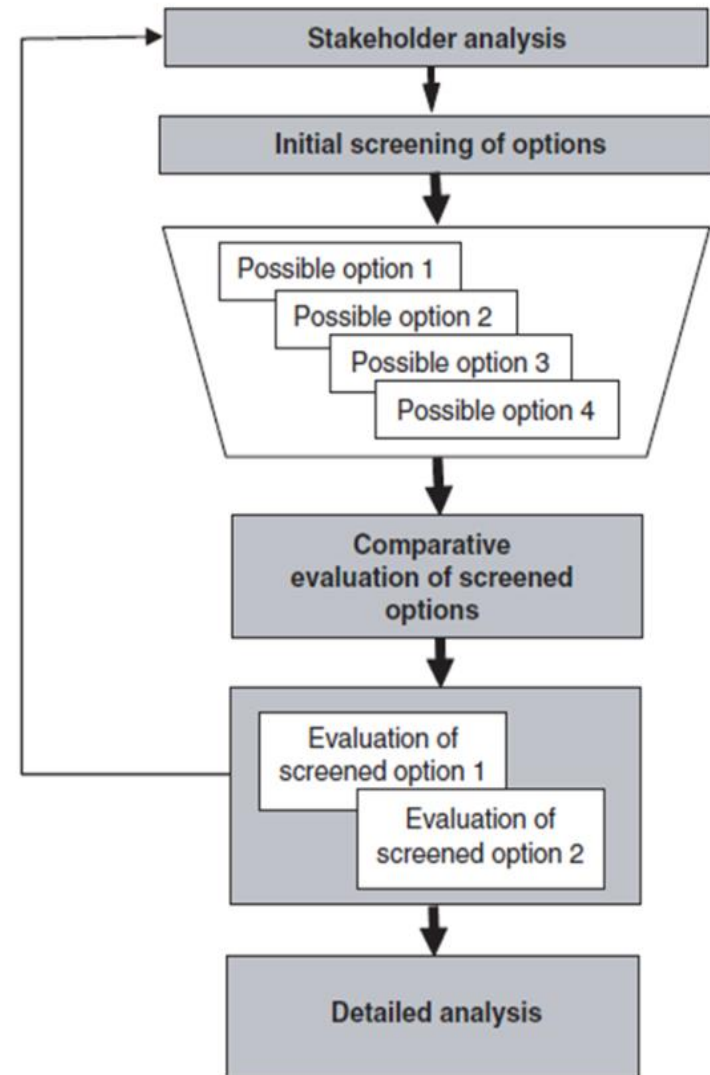 Stakeholder analysis
Initial screening of options
Possible option 1
Possible option 2
Possible option 3
Possible option 4
Comparative
evaluation of screened
options
Evaluation of
screened option 1
Evaluation of
screened option 2
Detailed analysis